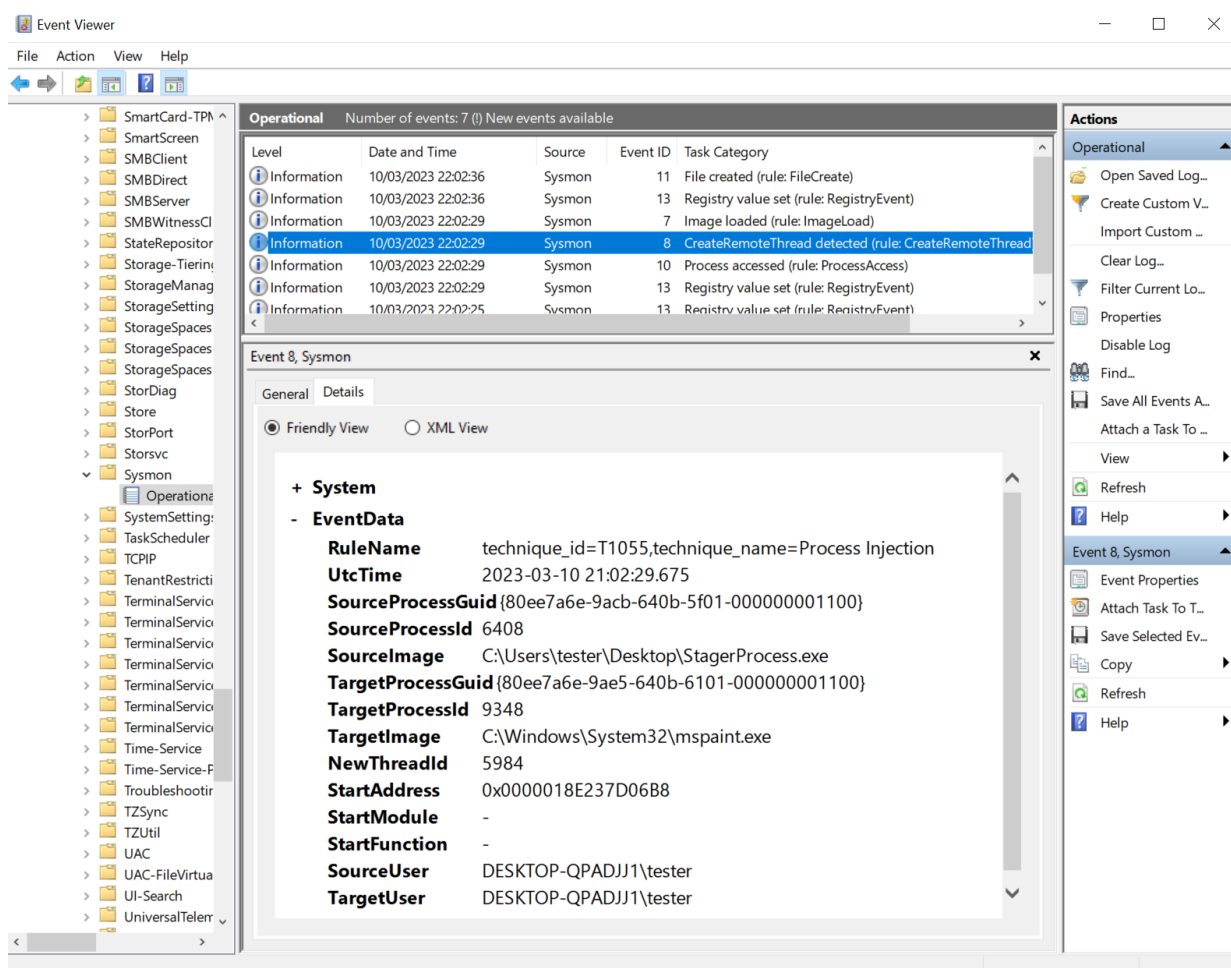 Event Viewer
File Action View Help
SmartCard-TPM
SmartScreen
SMBClient
SMBDirect
SMBServer
SMBWitnessCl
StateRepositor
Storage-Tiering
StorageManag
StorageSetting
StorageSpaces
StorageSpaces
StorageSpaces
StorDiag
Store
StorPort
Storsvc
Sysmon
Operationa
SystemSettings
TaskScheduler
TCPIP
TenantRestricti
TerminalService
TerminalService
TerminalService
TerminalService
TerminalService
TerminalService
TerminalService
Time-Service
Time-Service-P
Troubleshootin
TZSync
TZUtil
UAC
UAC-FileVirtua
UI-Search
UniversalTelem
Operational Number of events: 7 (!) New events available
Level Date and Time Source Event ID Task Category
Information 10/03/2023 22:02:36 Sysmon 11 File created (rule: FileCreate)
Information 10/03/2023 22:02:36 Sysmon 13 Registry value set (rule: RegistryEvent)
Information 10/03/2023 22:02:29 Sysmon 7 Image loaded (rule: ImageLoad)
Information 10/03/2023 22:02:29 Sysmon 8 CreateRemoteThread detected (rule: CreateRemoteThread
Information 10/03/2023 22:02:29 Sysmon 10 Process accessed (rule: ProcessAccess)
Information 10/03/2023 22:02:29 Sysmon 13 Registry value set (rule: RegistryEvent)
Information 10/03/2023 22:02:25 Sysmon 13 Registry value set (rule: RegistryEvent)
Event 8, Sysmon
General Details
Friendly View XML View
+ System
- EventData
RuleName technique_id=T1055,technique_name=Process Injection
UtcTime 2023-03-10 21:02:29.675
SourceProcessGuid {80ee7a6e-9acb-640b-5f01-000000001100}
SourceProcessId 6408
SourceImage C:\Users\tester\Desktop\StagerProcess.exe
TargetProcessGuid {80ee7a6e-9ae5-640b-6101-000000001100}
TargetProcessId 9348
TargetImage C:\Windows\System32\mspaint.exe
NewThreadId 5984
StartAddress 0x0000018E237D06B8
StartModule -
StartFunction -
SourceUser DESKTOP-QPADJJ1\tester
TargetUser DESKTOP-QPADJJ1\tester
Actions
Operational
Open Saved Log...
Create Custom V...
Import Custom ...
Clear Log...
Filter Current Lo...
Properties
Disable Log
Find...
Save All Events A...
Attach a Task To ...
View
Refresh
Help
Event 8, Sysmon
Event Properties
Attach Task To T...
Save Selected Ev...
Copy
Refresh
Help